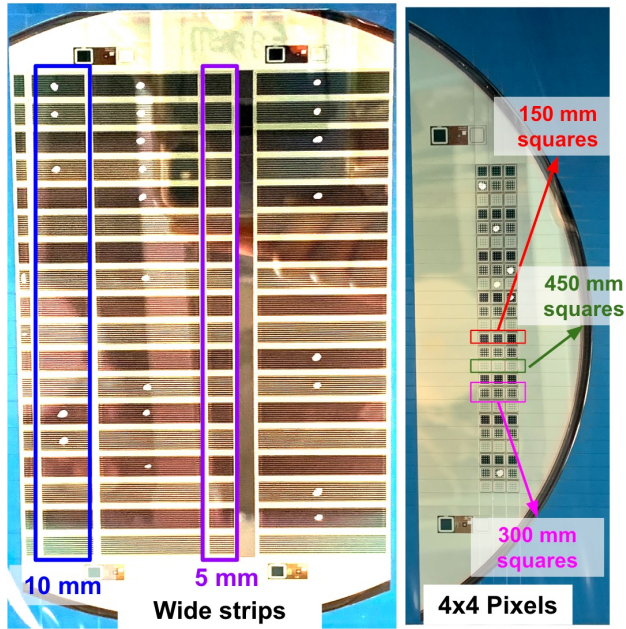 10 mm
5 mm
Wide strips
150 mm
squares
450 mm
squares
300 mm
squares
4x4 Pixels